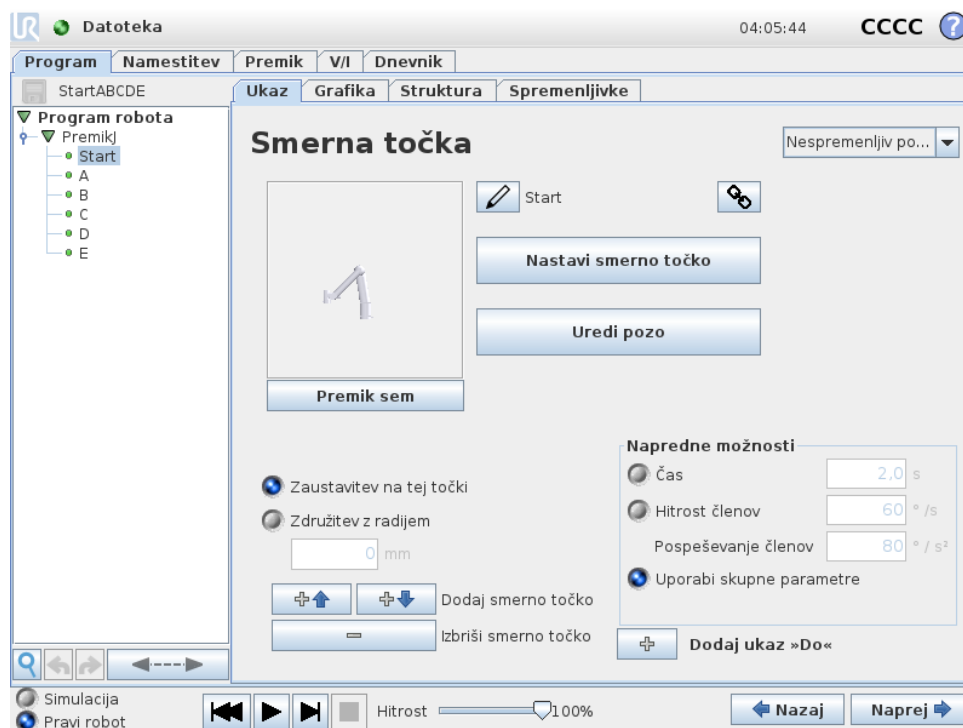 UR Datoteka 04:05:44 CCCC ?
Program Namestitev Premik V/I Dnevnik
StartABCDE
Ukaz Grafika Struktura Spremenljivke
Program robota
PremikJ
Start
A
B
C
D
E
Smerna točka
Nespremenljiv po...
Start
Nastavi smerno točko
Uredi pozo
Premik sem
Zaustavitev na tej točki
Združitev z radijem
0 mm
Dodaj smerno točko
Izbriši smerno točko
Napredne možnosti
Čas 2,0 s
Hitrost členov 60 ° /s
Pospeševanje členov 80 ° / s²
Uporabi skupne parametre
Dodaj ukaz »Do«
Simulacija
Pravi robot
Hitrost 100%
Nazaj Naprej